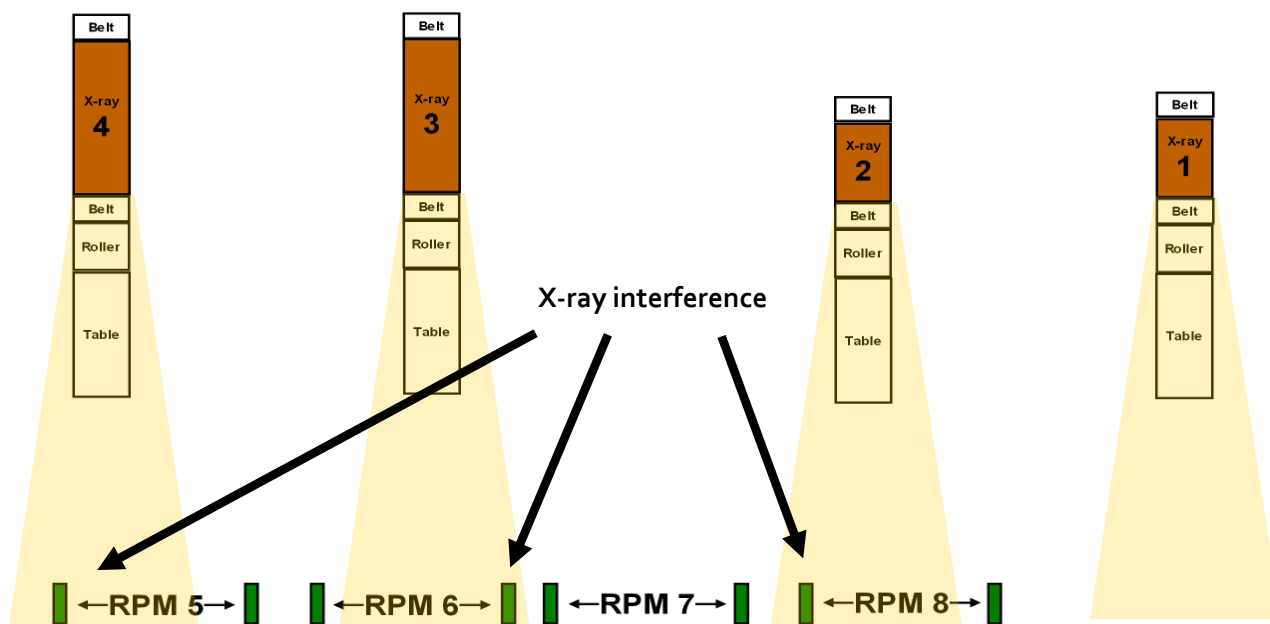 Belt
X-ray
4
Belt
Roller
Table
Belt
X-ray
3
Belt
Roller
Table
Belt
X-ray
2
Belt
Roller
Table
Belt
X-ray
1
Belt
Roller
Table
X-ray interference
RPM 5
RPM 6
RPM 7
RPM 8